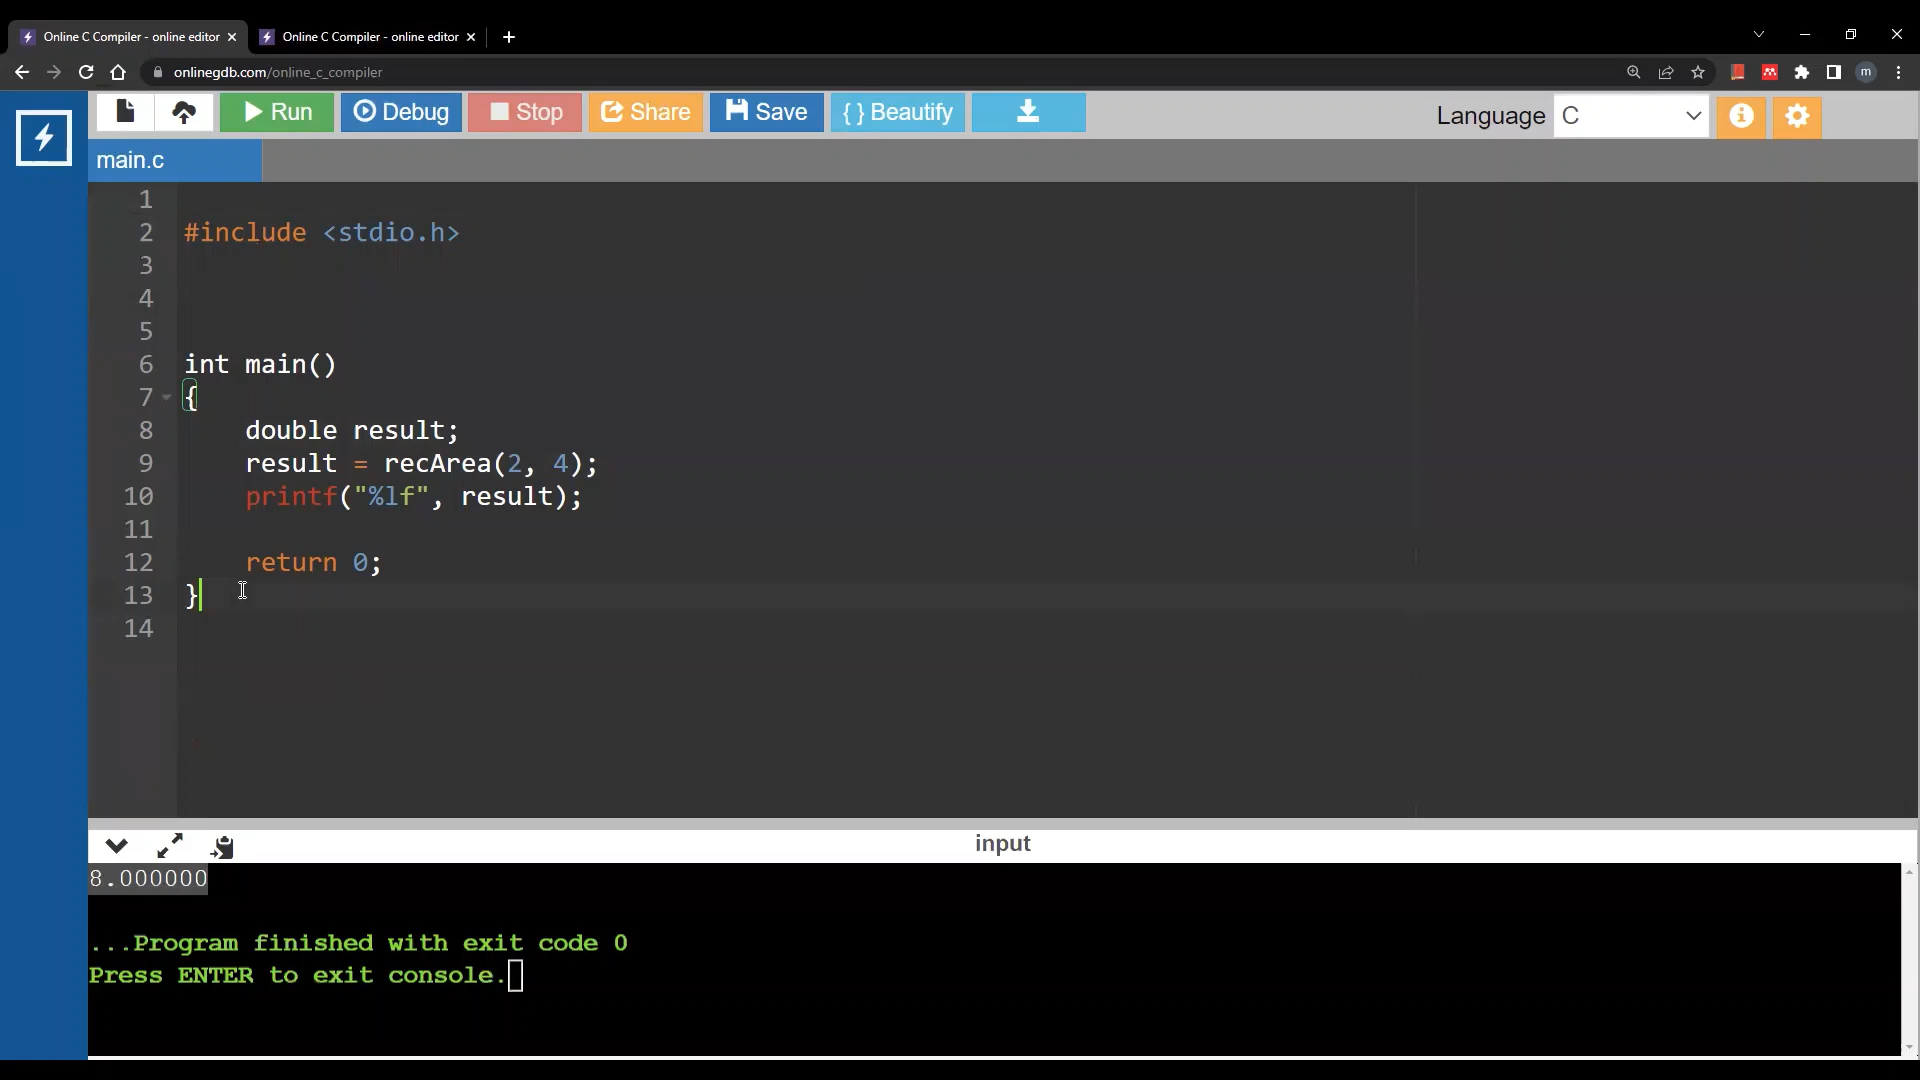 Online C Compiler - online editor
Online C Compiler - online editor
onlinegdb.com/online_c_compiler
m
Run
Debug
Stop
Share
Save
{ } Beautify
Language
C
main.c
1
2 #include <stdio.h>
3
4
5
6 int main()
7 {
8 double result;
9 result = recArea(2, 4);
10 printf("%lf", result);
11
12 return 0;
13 }
14
input
8.000000
...Program finished with exit code 0
Press ENTER to exit console.